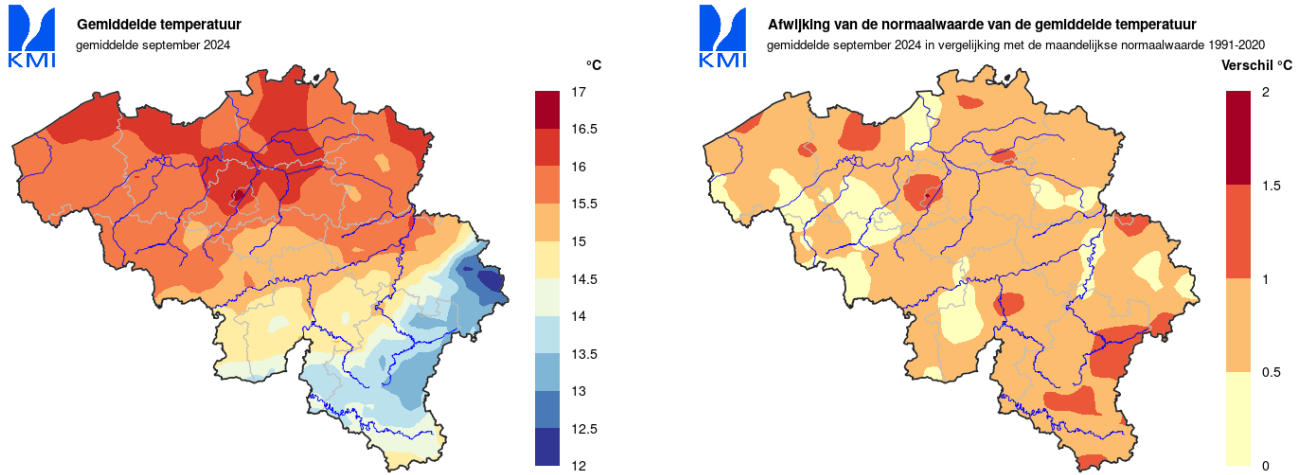 KMI
Gemiddelde temperatuur
gemiddelde september 2024
°C
17
16.5
16
15.5
15
14.5
14
13.5
13
12.5
12
KMI
Afwijking van de normaalwaarde van de gemiddelde temperatuur
gemiddelde september 2024 in vergelijking met de maandelijkse normaalwaarde 1991-2020
Verschil °C
2
1.5
1
0.5
0